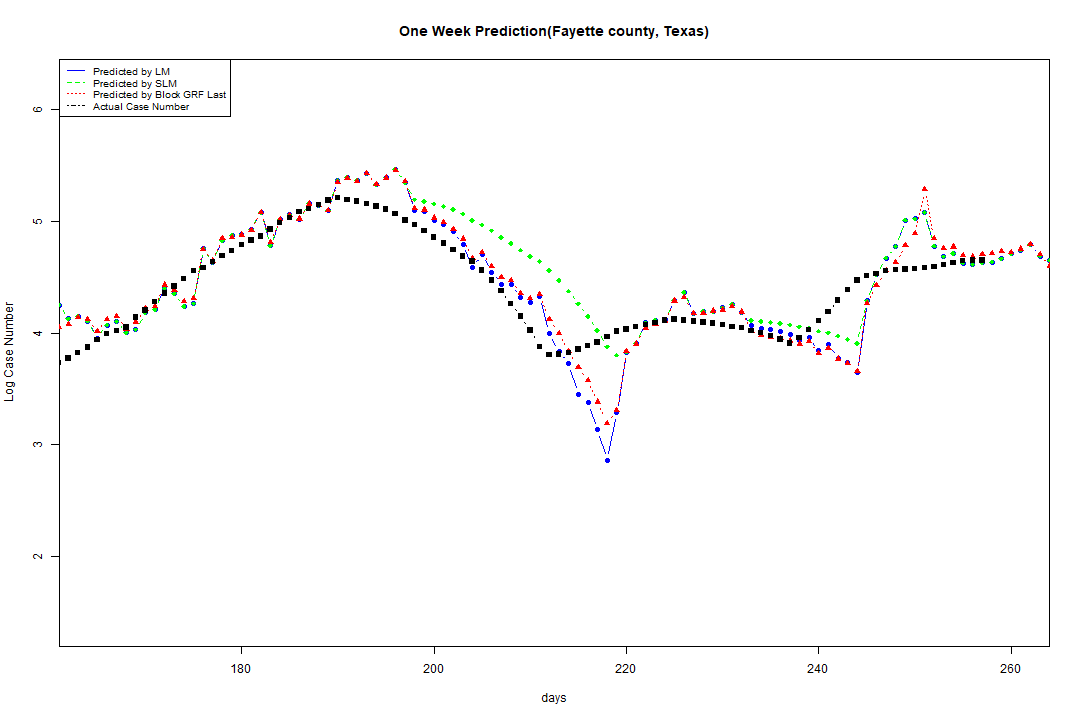 One Week Prediction(Fayette county, Texas)
Predicted by LM
Predicted by SLM
Predicted by Block GRF Last
Actual Case Number
6
5
4
3
2
Log Case Number
180
200
220
240
260
days